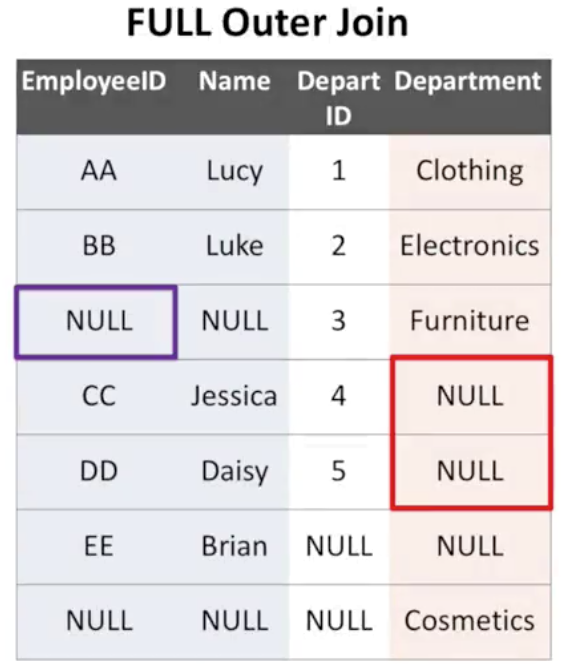 FULL Outer Join
EmployeeID Name Depart Department
ID
AA Lucy 1 Clothing
BB Luke 2 Electronics
NULL NULL 3 Furniture
CC Jessica 4 NULL
DD Daisy 5 NULL
EE Brian NULL NULL
NULL NULL NULL Cosmetics